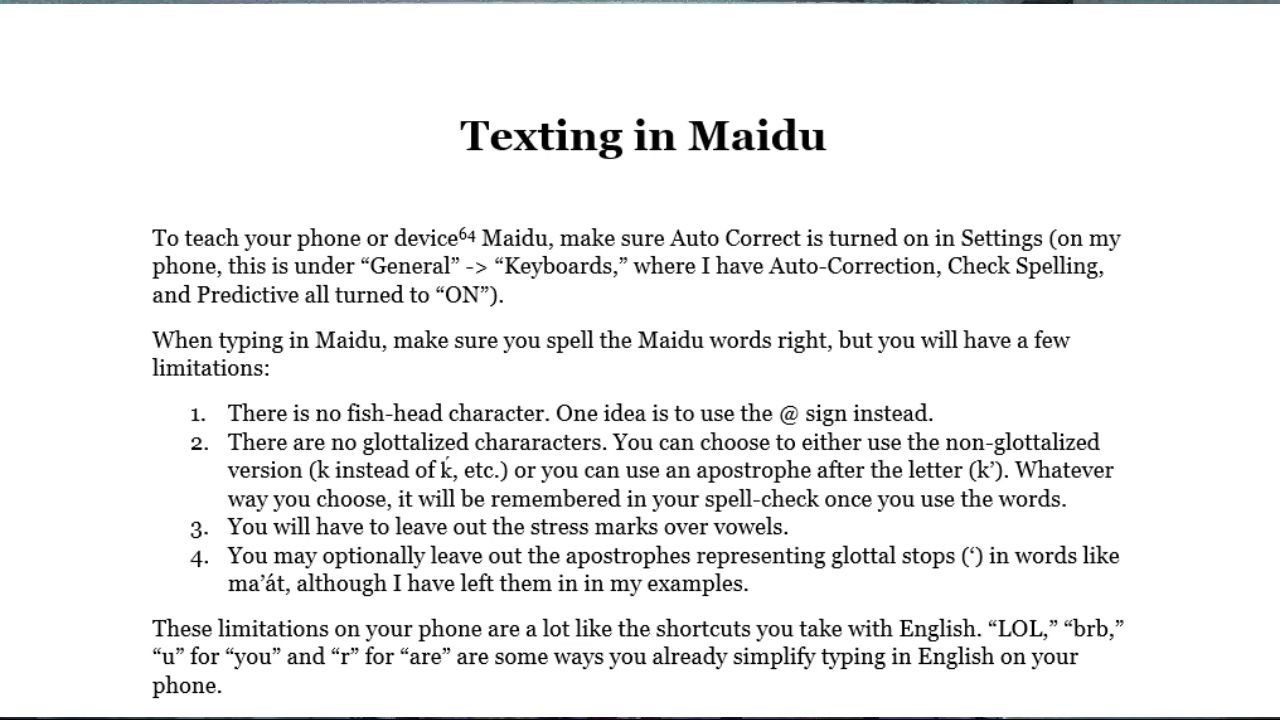 Texting in Maidu
To teach your phone or device⁶⁴ Maidu, make sure Auto Correct is turned on in Settings (on my
phone, this is under “General” -> “Keyboards,” where I have Auto-Correction, Check Spelling,
and Predictive all turned to “ON”).
When typing in Maidu, make sure you spell the Maidu words right, but you will have a few
limitations:
1. There is no fish-head character. One idea is to use the @ sign instead.
2. There are no glottalized chararacters. You can choose to either use the non-glottalized
version (k instead of ḱ, etc.) or you can use an apostrophe after the letter (k’). Whatever
way you choose, it will be remembered in your spell-check once you use the words.
3. You will have to leave out the stress marks over vowels.
4. You may optionally leave out the apostrophes representing glottal stops (‘) in words like
ma’át, although I have left them in in my examples.
These limitations on your phone are a lot like the shortcuts you take with English. “LOL,” “brb,”
“u” for “you” and “r” for “are” are some ways you already simplify typing in English on your
phone.